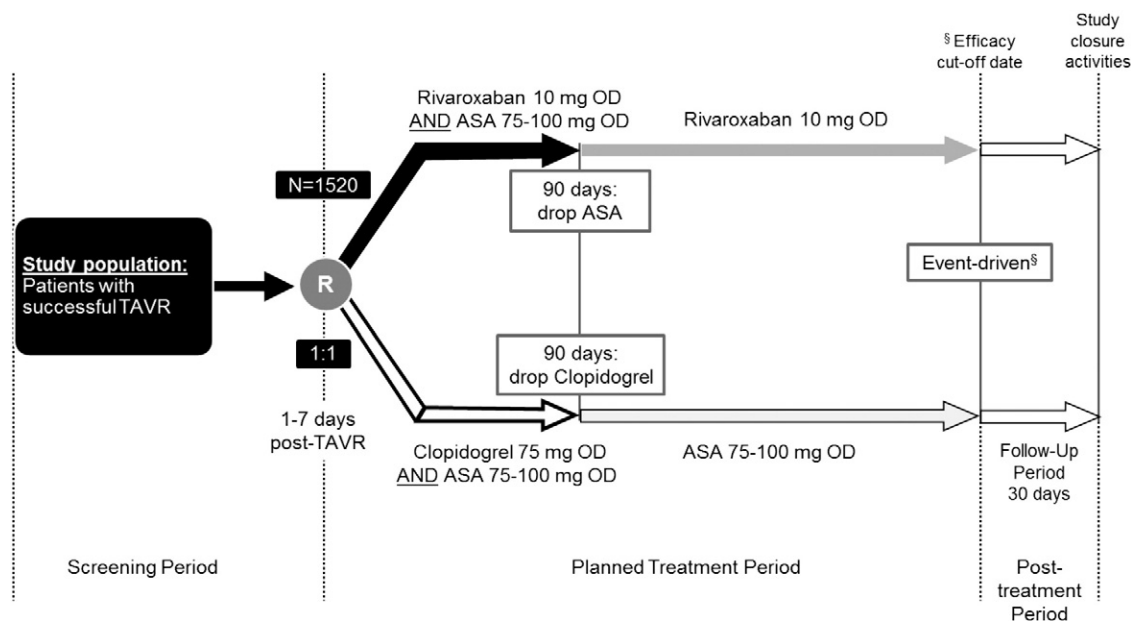 § Efficacy
cut-off date
Study
closure
activities
Rivaroxaban 10 mg OD
AND ASA 75-100 mg OD
Rivaroxaban 10 mg OD
N=1520
90 days:
drop ASA
Study population:
Patients with
successful TAVR
R
Event-driven§
1:1
90 days:
drop Clopidogrel
1-7 days
post-TAVR
Clopidogrel 75 mg OD
AND ASA 75-100 mg OD
ASA 75-100 mg OD
Follow-Up
Period
30 days
Screening Period
Planned Treatment Period
Post-
treatment
Period